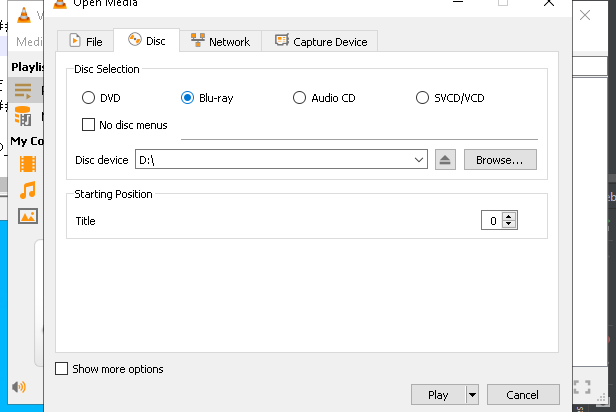 Open Media
Medi
File
Disc
Network
Capture Device
Playlis
Disc Selection
DVD
Blu-ray
Audio CD
SVCD/VCD
No disc menus
My Co
Disc device
D:\
Browse...
Starting Position
Title
0
Show more options
Play
Cancel